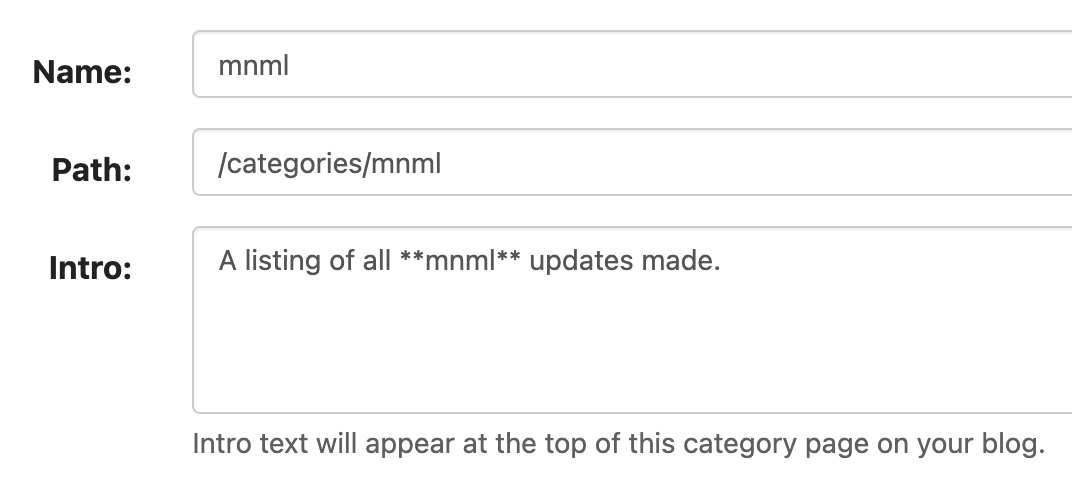 Name: mnml
Path: /categories/mnml
Intro: A listing of all **mnml** updates made.
Intro text will appear at the top of this category page on your blog.